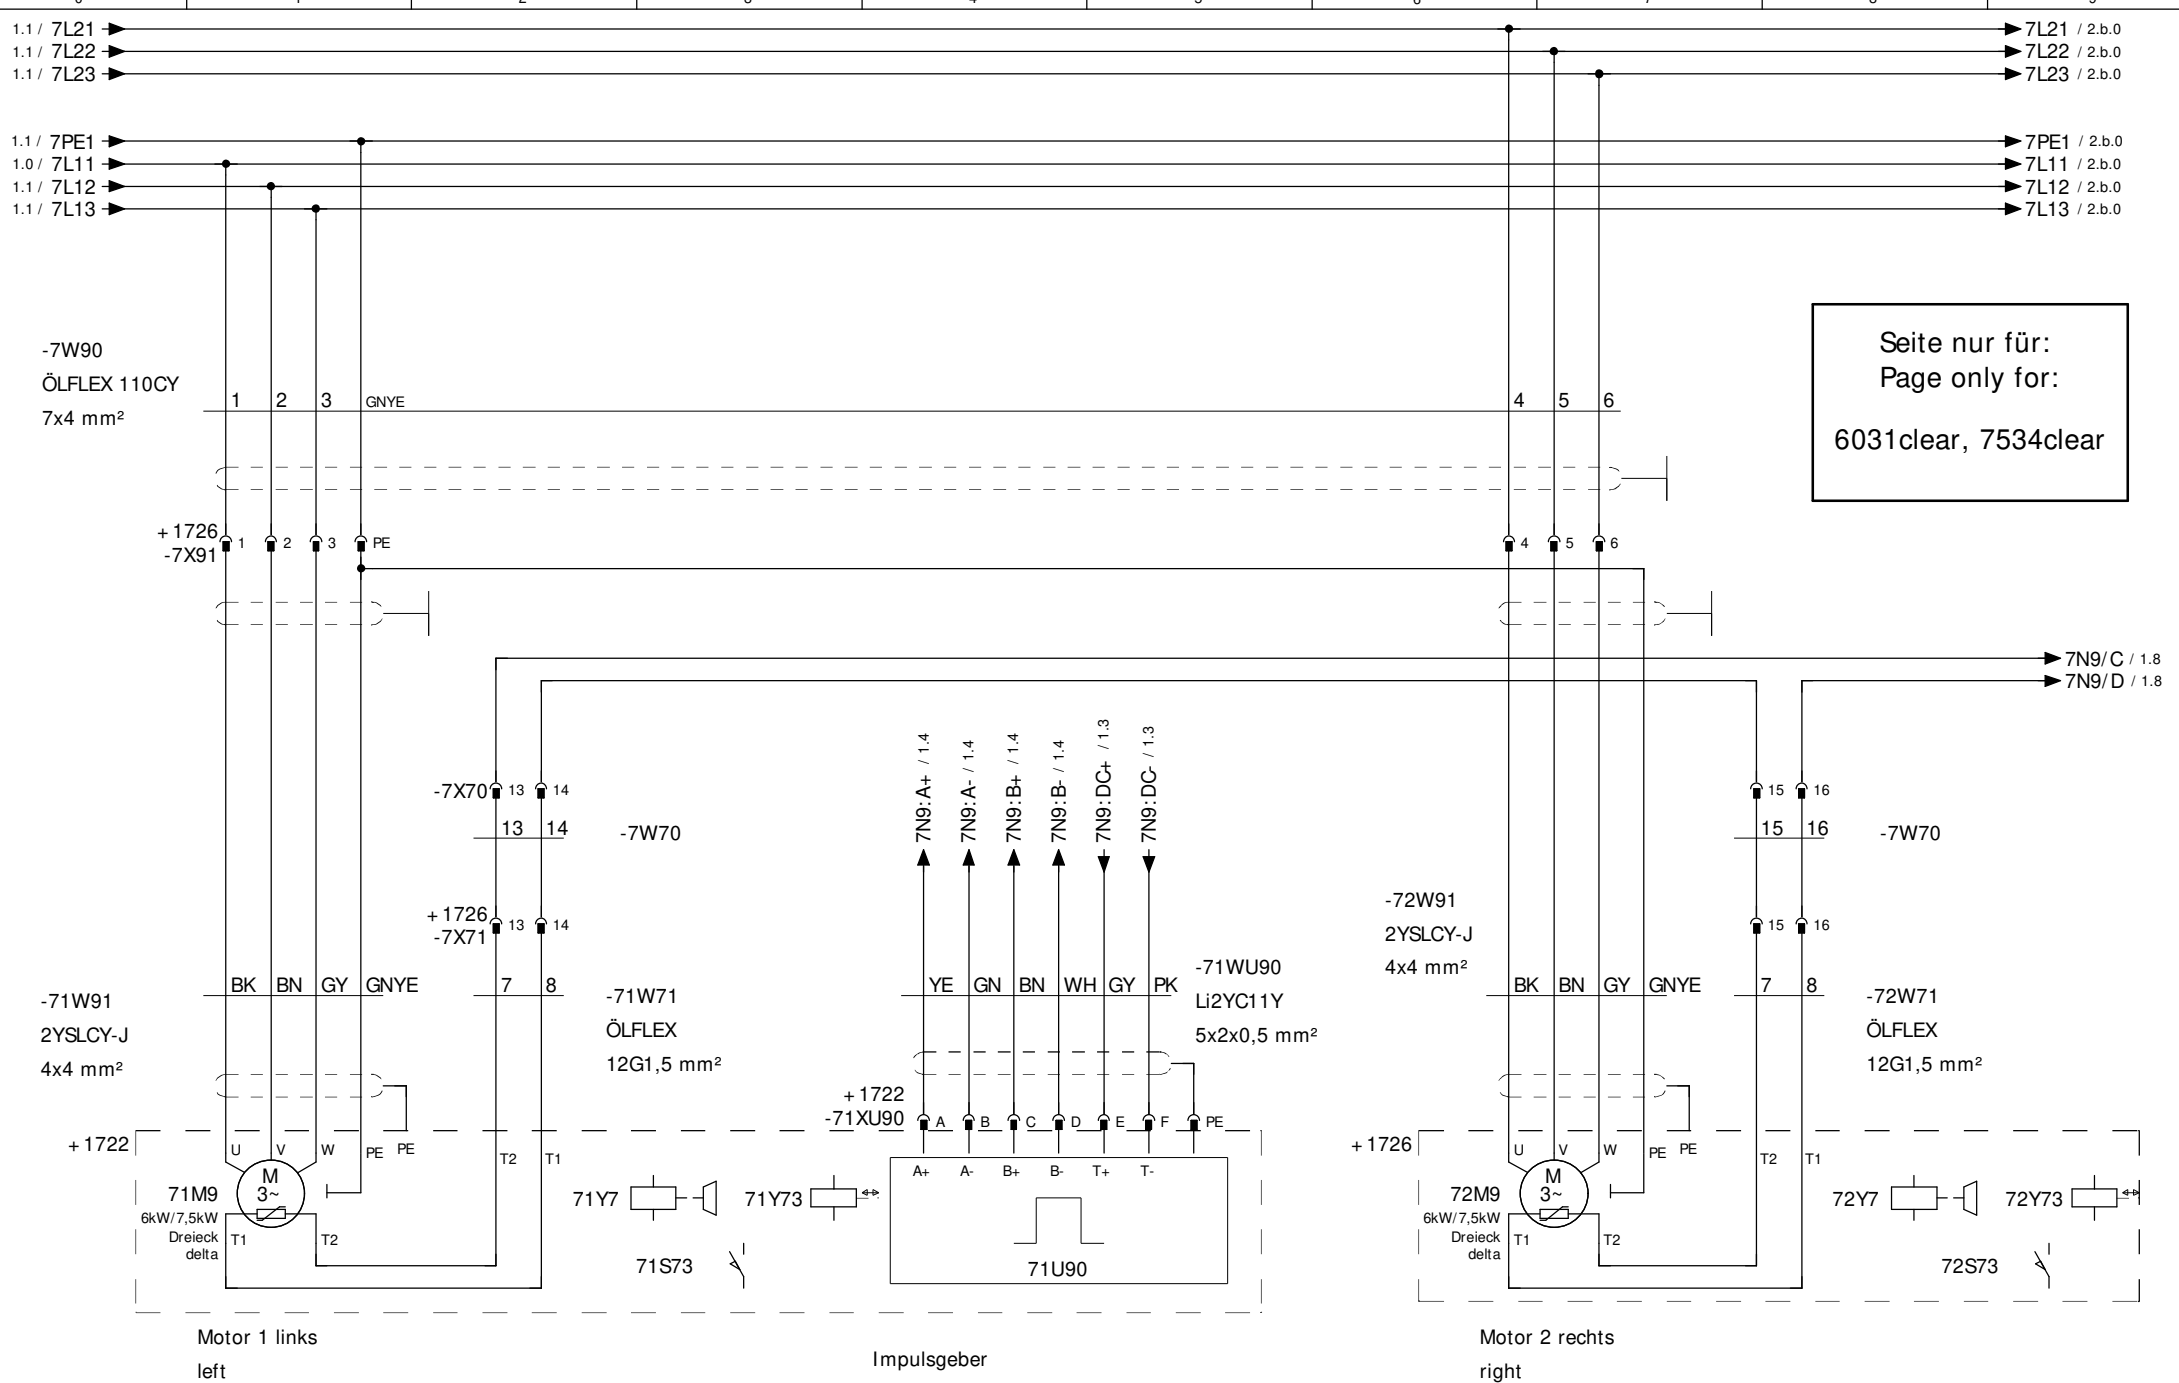 1.1 / 7L21 7L21 / 2.b.0
1.1 / 7L22 7L22 / 2.b.0
1.1 / 7L23 7L23 / 2.b.0
1.1 / 7PE1 7PE1 / 2.b.0
1.0 / 7L11 7L11 / 2.b.0
1.1 / 7L12 7L12 / 2.b.0
1.1 / 7L13 7L13 / 2.b.0
Seite nur für:
Page only for:
6031clear, 7534clear
-7W90
ÖLFLEX 110CY
7x4 mm²
1 2 3 GNYE 4 5 6
+1726
-7X91
1 2 3 PE 4 5 6
7N9/C / 1.8
7N9/D / 1.8
7N9:A+ / 1.4
7N9:A- / 1.4
7N9:B+ / 1.4
7N9:B- / 1.4
7N9:DC+ / 1.3
7N9:DC- / 1.3
-7X70 13 14 15 16
13 14 -7W70 15 16 -7W70
+1726
-7X71 13 14 15 16
-72W91
2YSLCY-J
4x4 mm²
BK BN GY GNYE 7 8
YE GN BN WH GY PK
BK BN GY GNYE 7 8
-71W91
2YSLCY-J
4x4 mm²
-71W71
ÖLFLEX
12G1,5 mm²
-71WU90
Li2YC11Y
5x2x0,5 mm²
-72W71
ÖLFLEX
12G1,5 mm²
+1722
-71XU90 A B C D E F PE
+1722
U V W PE PE T2 T1
M
3~
71M9
6kW/7,5kW
Dreieck
delta
T1 T2
71Y7 71Y73
71S73
A+ A- B+ B- T+ T-
71U90
+1726
U V W PE PE T2 T1
M
3~
72M9
6kW/7,5kW
Dreieck
delta
T1 T2
72Y7 72Y73
72S73
Motor 1 links
left
Impulsgeber
Motor 2 rechts
right